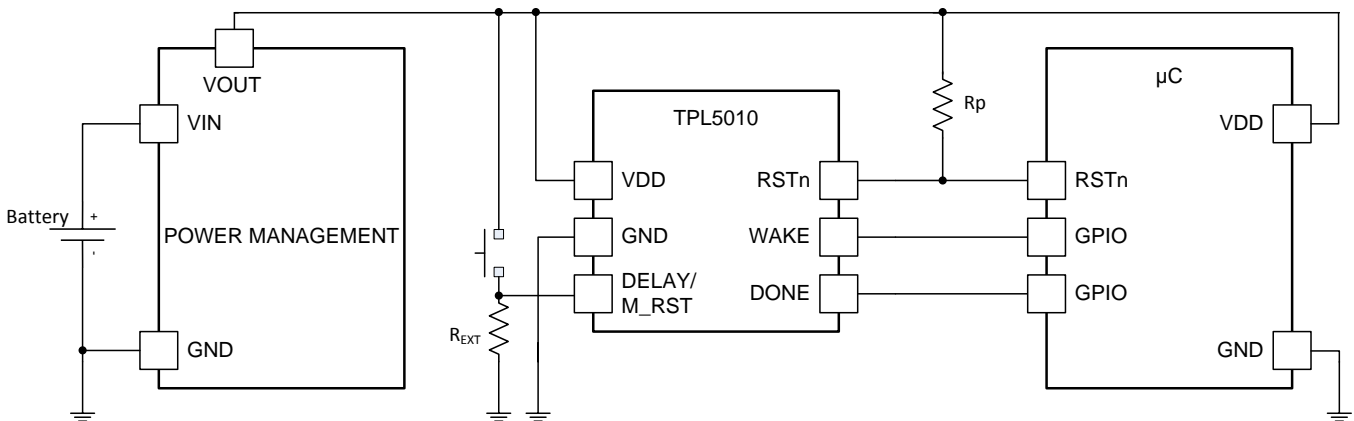 VOUT
VIN
Battery
+
-
POWER MANAGEMENT
GND
R_EXT
TPL5010
VDD
GND
DELAY/
M_RST
RSTn
WAKE
DONE
Rp
µC
VDD
RSTn
GPIO
GPIO
GND